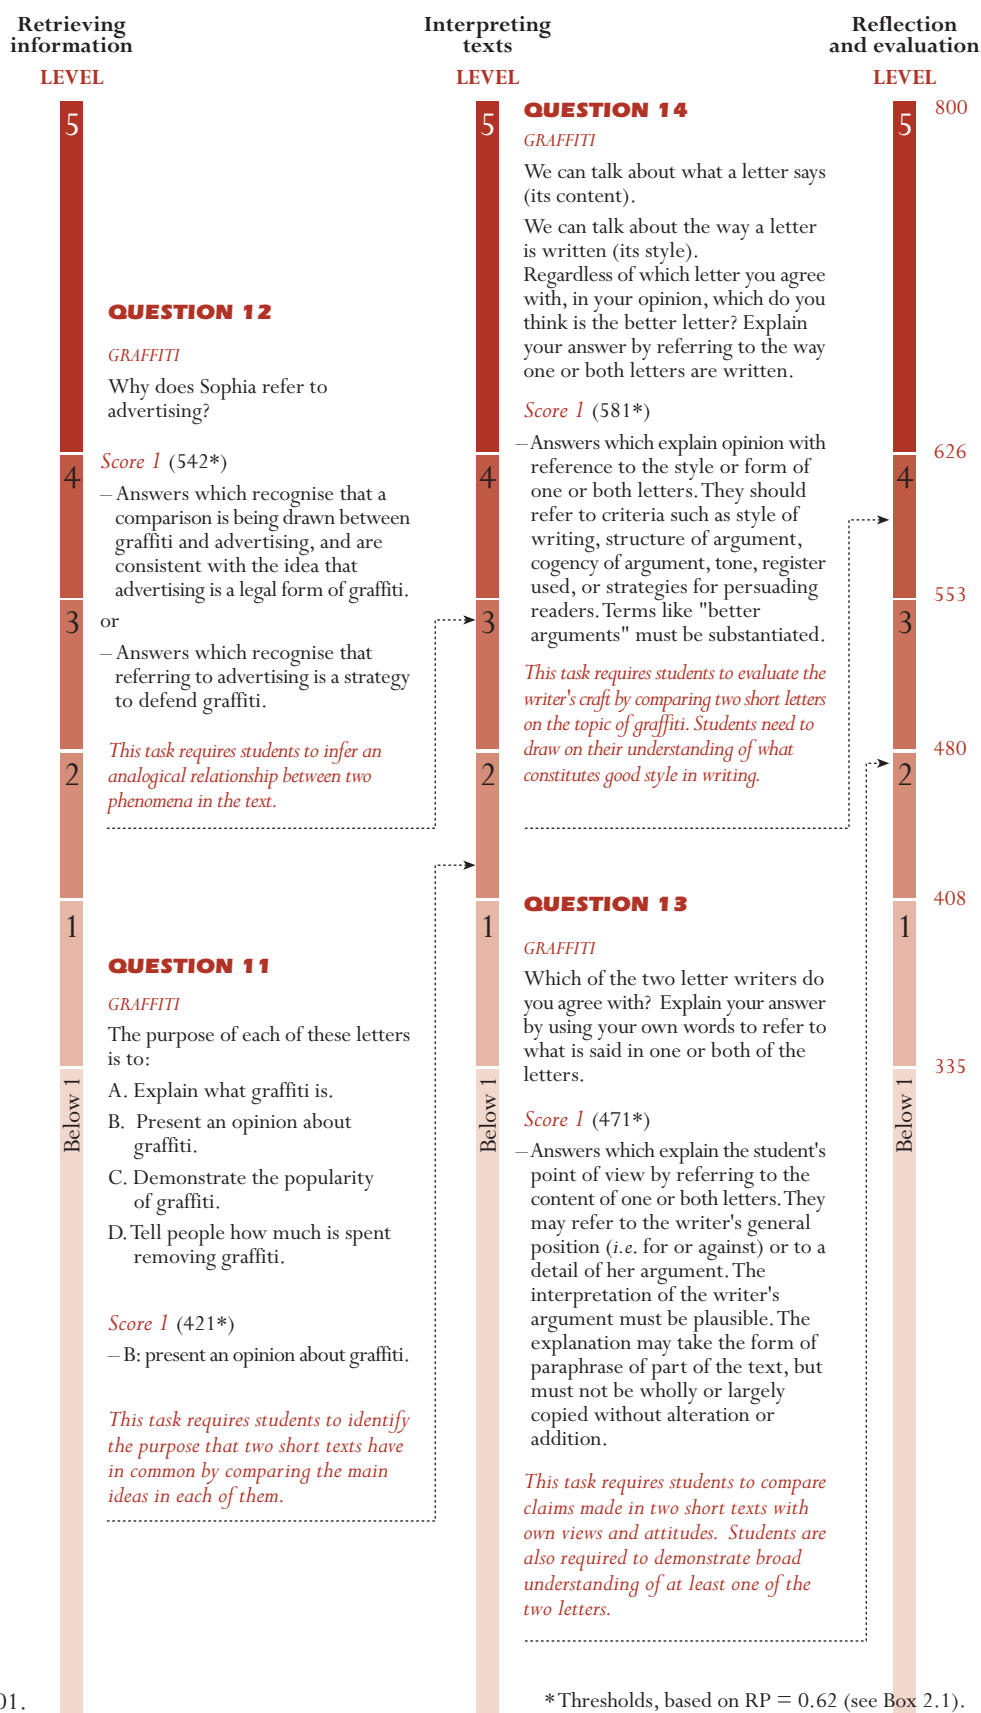 Retrieving
information
LEVEL
Interpreting
texts
LEVEL
Reflection
and evaluation
LEVEL
5
4
3
2
1
Below 1
QUESTION 12
GRAFFITI
Why does Sophia refer to
advertising?
Score 1 (542*)
– Answers which recognise that a
comparison is being drawn between
graffiti and advertising, and are
consistent with the idea that
advertising is a legal form of graffiti.
or
– Answers which recognise that
referring to advertising is a strategy
to defend graffiti.
This task requires students to infer an
analogical relationship between two
phenomena in the text.
QUESTION 11
GRAFFITI
The purpose of each of these letters
is to:
A. Explain what graffiti is.
B. Present an opinion about
graffiti.
C. Demonstrate the popularity
of graffiti.
D. Tell people how much is spent
removing graffiti.
Score 1 (421*)
– B: present an opinion about graffiti.
This task requires students to identify
the purpose that two short texts have
in common by comparing the main
ideas in each of them.
5
4
3
2
1
Below 1
QUESTION 14
GRAFFITI
We can talk about what a letter says
(its content).
We can talk about the way a letter
is written (its style).
Regardless of which letter you agree
with, in your opinion, which do you
think is the better letter? Explain
your answer by referring to the way
one or both letters are written.
Score 1 (581*)
– Answers which explain opinion with
reference to the style or form of
one or both letters. They should
refer to criteria such as style of
writing, structure of argument,
cogency of argument, tone, register
used, or strategies for persuading
readers. Terms like "better
arguments" must be substantiated.
This task requires students to evaluate the
writer's craft by comparing two short letters
on the topic of graffiti. Students need to
draw on their understanding of what
constitutes good style in writing.
QUESTION 13
GRAFFITI
Which of the two letter writers do
you agree with? Explain your answer
by using your own words to refer to
what is said in one or both of the
letters.
Score 1 (471*)
– Answers which explain the student's
point of view by referring to the
content of one or both letters. They
may refer to the writer's general
position (i.e. for or against) or to a
detail of her argument. The
interpretation of the writer's
argument must be plausible. The
explanation may take the form of
paraphrase of part of the text, but
must not be wholly or largely
copied without alteration or
addition.
This task requires students to compare
claims made in two short texts with
own views and attitudes. Students are
also required to demonstrate broad
understanding of at least one of the
two letters.
5
4
3
2
1
Below 1
800
626
553
480
408
335
01.
* Thresholds, based on RP = 0.62 (see Box 2.1).